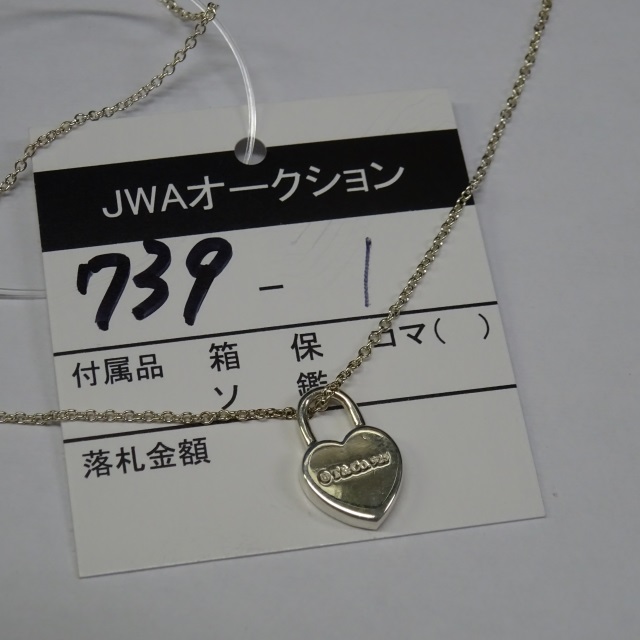 JWAオークション
739 - 1
付属品 箱 保 コマ( )
ソ 鑑
落札金額
©T&CO. 925